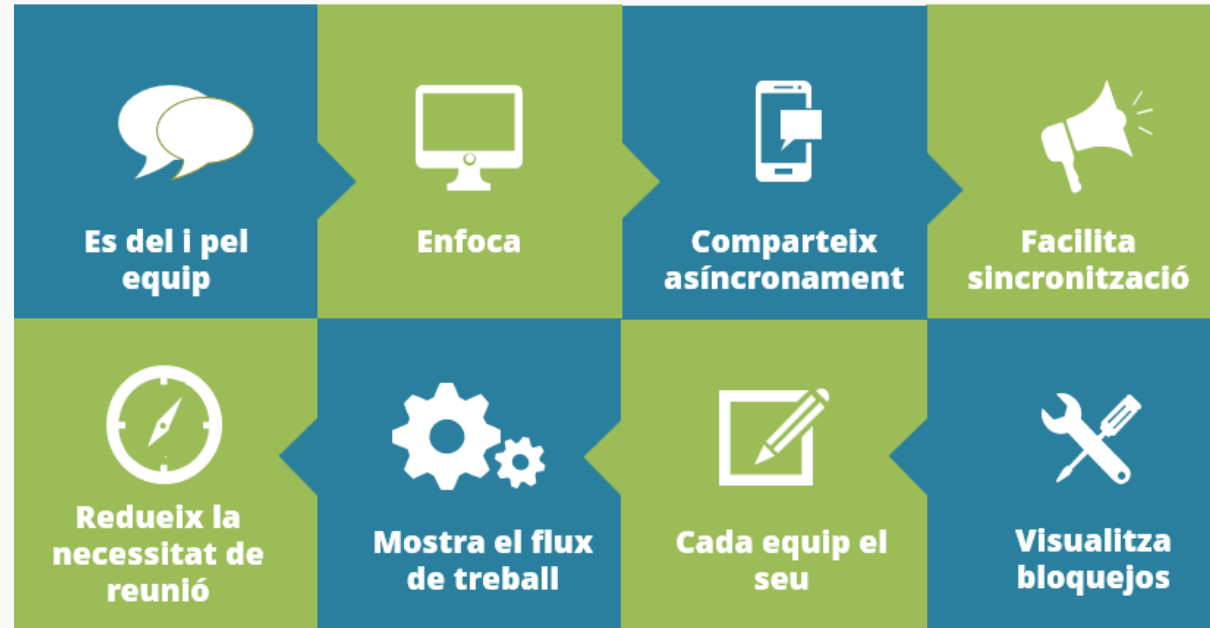 Es del i pel
equip
Enfoca
Comparteix
asíncronament
Facilita
sincronització
Redueix la
necessitat de
reunió
Mostra el flux
de treball
Cada equip el
seu
Visualitza
bloquejos